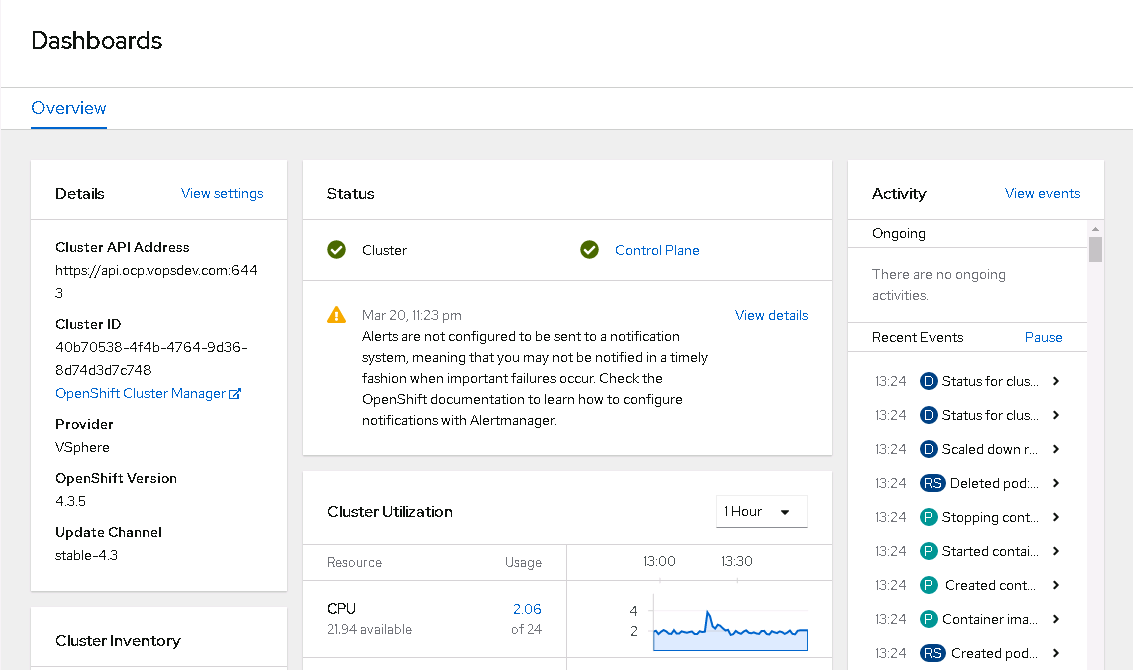 Dashboards
Overview
Details
View settings
Cluster API Address
https://api.ocp.vopsdev.com:644
3
Cluster ID
40b70538-4f4b-4764-9d36-
8d74d3d7c748
OpenShift Cluster Manager
Provider
VSphere
OpenShift Version
4.3.5
Update Channel
stable-4.3
Cluster Inventory
Status
Cluster
Control Plane
Mar 20, 11:23 pm
View details
Alerts are not configured to be sent to a notification
system, meaning that you may not be notified in a timely
fashion when important failures occur. Check the
OpenShift documentation to learn how to configure
notifications with Alertmanager.
Cluster Utilization
1 Hour
Resource
Usage
13:00
13:30
CPU
2.06
21.94 available
of 24
4
2
Activity
View events
Ongoing
There are no ongoing
activities.
Recent Events
Pause
13:24 D Status for clus...
13:24 D Status for clus...
13:24 D Scaled down r...
13:24 RS Deleted pod:...
13:24 P Stopping cont...
13:24 P Started contai...
13:24 P Created cont...
13:24 P Container ima...
13:24 RS Created pod...